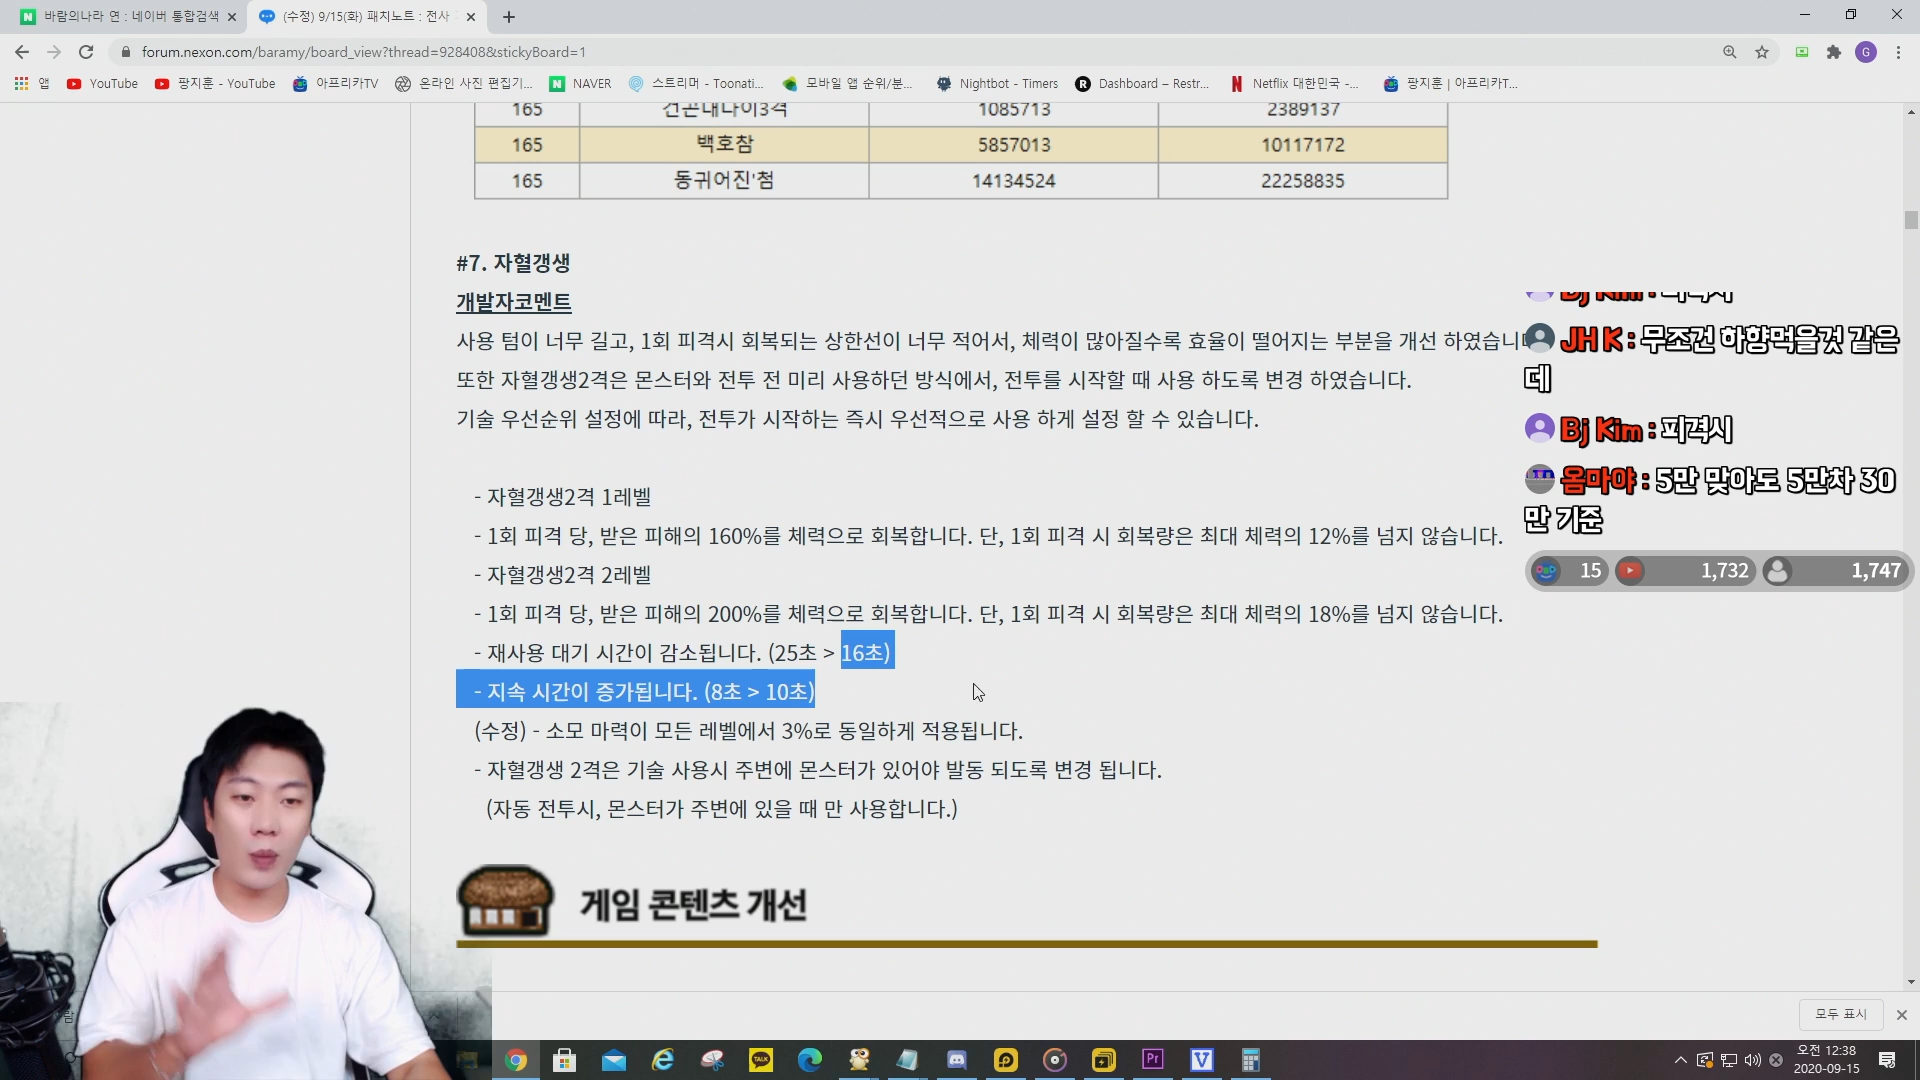 바람의나라 연 : 네이버 통합검색
(수정) 9/15(화) 패치노트 : 전사
forum.nexon.com/baramy/board_view?thread=928408&stickyBoard=1
G
앱
YouTube
팡지훈 - YouTube
아프리카TV
온라인 사진 편집기...
NAVER
스트리머 - Toonati...
모바일 앱 순위/분...
Nightbot - Timers
Dashboard – Restr...
Netflix 대한민국 -...
팡지훈 | 아프리카T...
165 건곤대나이3격 1085713 2389137
165 백호참 5857013 10117172
165 동귀어진'첨 14134524 22258835
#7. 자혈갱생
개발자코멘트
사용 텀이 너무 길고, 1회 피격시 회복되는 상한선이 너무 적어서, 체력이 많아질수록 효율이 떨어지는 부분을 개선 하였습니
또한 자혈갱생2격은 몬스터와 전투 전 미리 사용하던 방식에서, 전투를 시작할 때 사용 하도록 변경 하였습니다.
기술 우선순위 설정에 따라, 전투가 시작하는 즉시 우선적으로 사용 하게 설정 할 수 있습니다.
- 자혈갱생2격 1레벨
- 1회 피격 당, 받은 피해의 160%를 체력으로 회복합니다. 단, 1회 피격 시 회복량은 최대 체력의 12%를 넘지 않습니다.
- 자혈갱생2격 2레벨
- 1회 피격 당, 받은 피해의 200%를 체력으로 회복합니다. 단, 1회 피격 시 회복량은 최대 체력의 18%를 넘지 않습니다.
- 재사용 대기 시간이 감소됩니다. (25초 > 16초)
- 지속 시간이 증가됩니다. (8초 > 10초)
(수정) - 소모 마력이 모든 레벨에서 3%로 동일하게 적용됩니다.
- 자혈갱생 2격은 기술 사용시 주변에 몬스터가 있어야 발동 되도록 변경 됩니다.
(자동 전투시, 몬스터가 주변에 있을 때 만 사용합니다.)
게임 콘텐츠 개선
Bj Kim : 피격시
JH K : 무조건 하향먹을것 같은
데
Bj Kim : 피격시
옴마야 : 5만 맞아도 5만차 30
만 기준
15 1,732 1,747
모두 표시
TALK
Pr
V
오전 12:38
2020-09-15